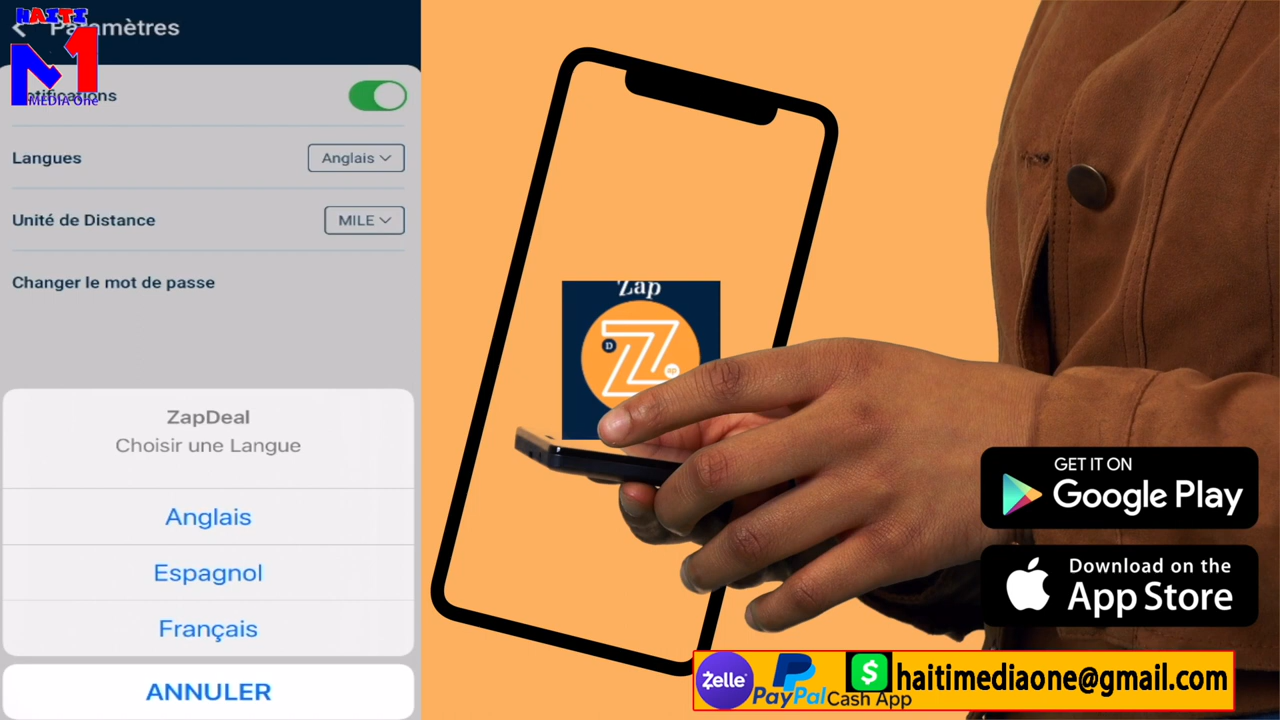 HAITI
MEDIA One
Paramètres
Notifications
Langues
Anglais
Unité de Distance
MILE
Changer le mot de passe
ZapDeal
Choisir une Langue
Anglais
Espagnol
Français
ANNULER
Zap
D
Z
ap
GET IT ON
Google Play
Download on the
App Store
Zelle
PayPal
$
Cash App
haitimediaone@gmail.com